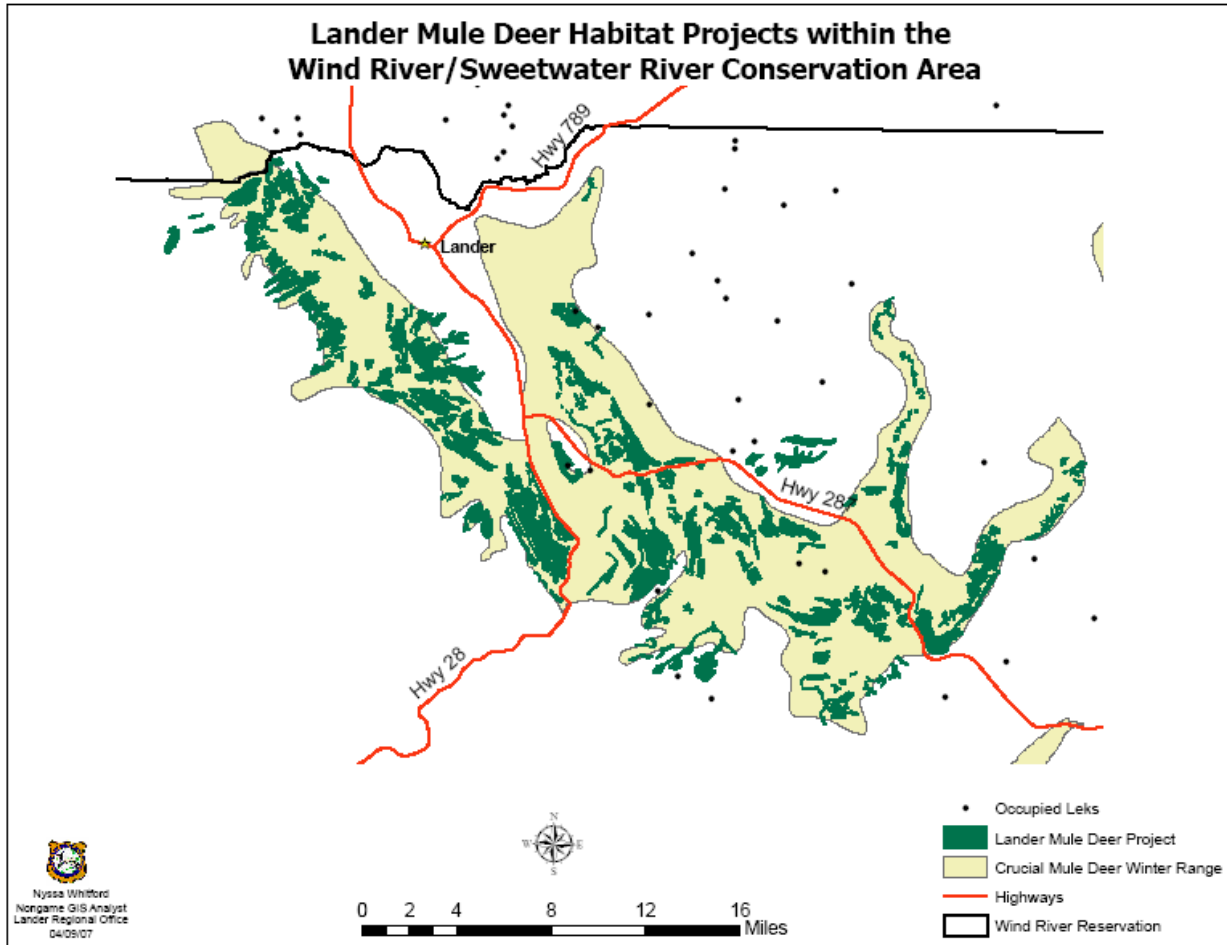 Lander Mule Deer Habitat Projects within the
Wind River/Sweetwater River Conservation Area
Hwy 789
Lander
Hwy 287
Hwy 28
Occupied Leks
Lander Mule Deer Project
Crucial Mule Deer Winter Range
Highways
Wind River Reservation
N
W E
S
0 2 4 8 12 16
Miles
Nyssa Whitford
Nongame GIS Analyst
Lander Regional Office
04/09/07